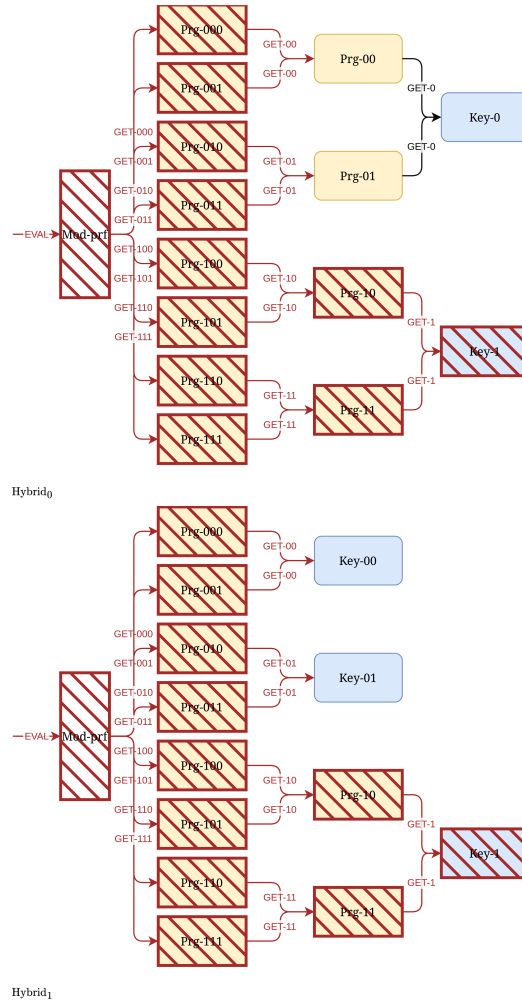 Prg-000
GET-00
Prg-00
GET-00
Prg-001
GET-0
Key-0
GET-0
GET-000
GET-001
Prg-010
GET-01
Prg-01
GET-01
GET-010
Prg-011
GET-011
EVAL
Mod-prf
GET-100
Prg-100
GET-101
GET-10
Prg-10
GET-10
GET-110
Prg-101
GET-111
GET-1
Key-1
GET-1
Prg-110
GET-11
Prg-11
GET-11
Prg-111
Hybrid0
Prg-000
GET-00
Key-00
GET-00
Prg-001
GET-000
GET-001
Prg-010
GET-01
Key-01
GET-01
GET-010
Prg-011
GET-011
EVAL
Mod-prf
GET-100
Prg-100
GET-101
GET-10
Prg-10
GET-10
GET-110
Prg-101
GET-111
GET-1
Key-1
GET-1
Prg-110
GET-11
Prg-11
GET-11
Prg-111
Hybrid1